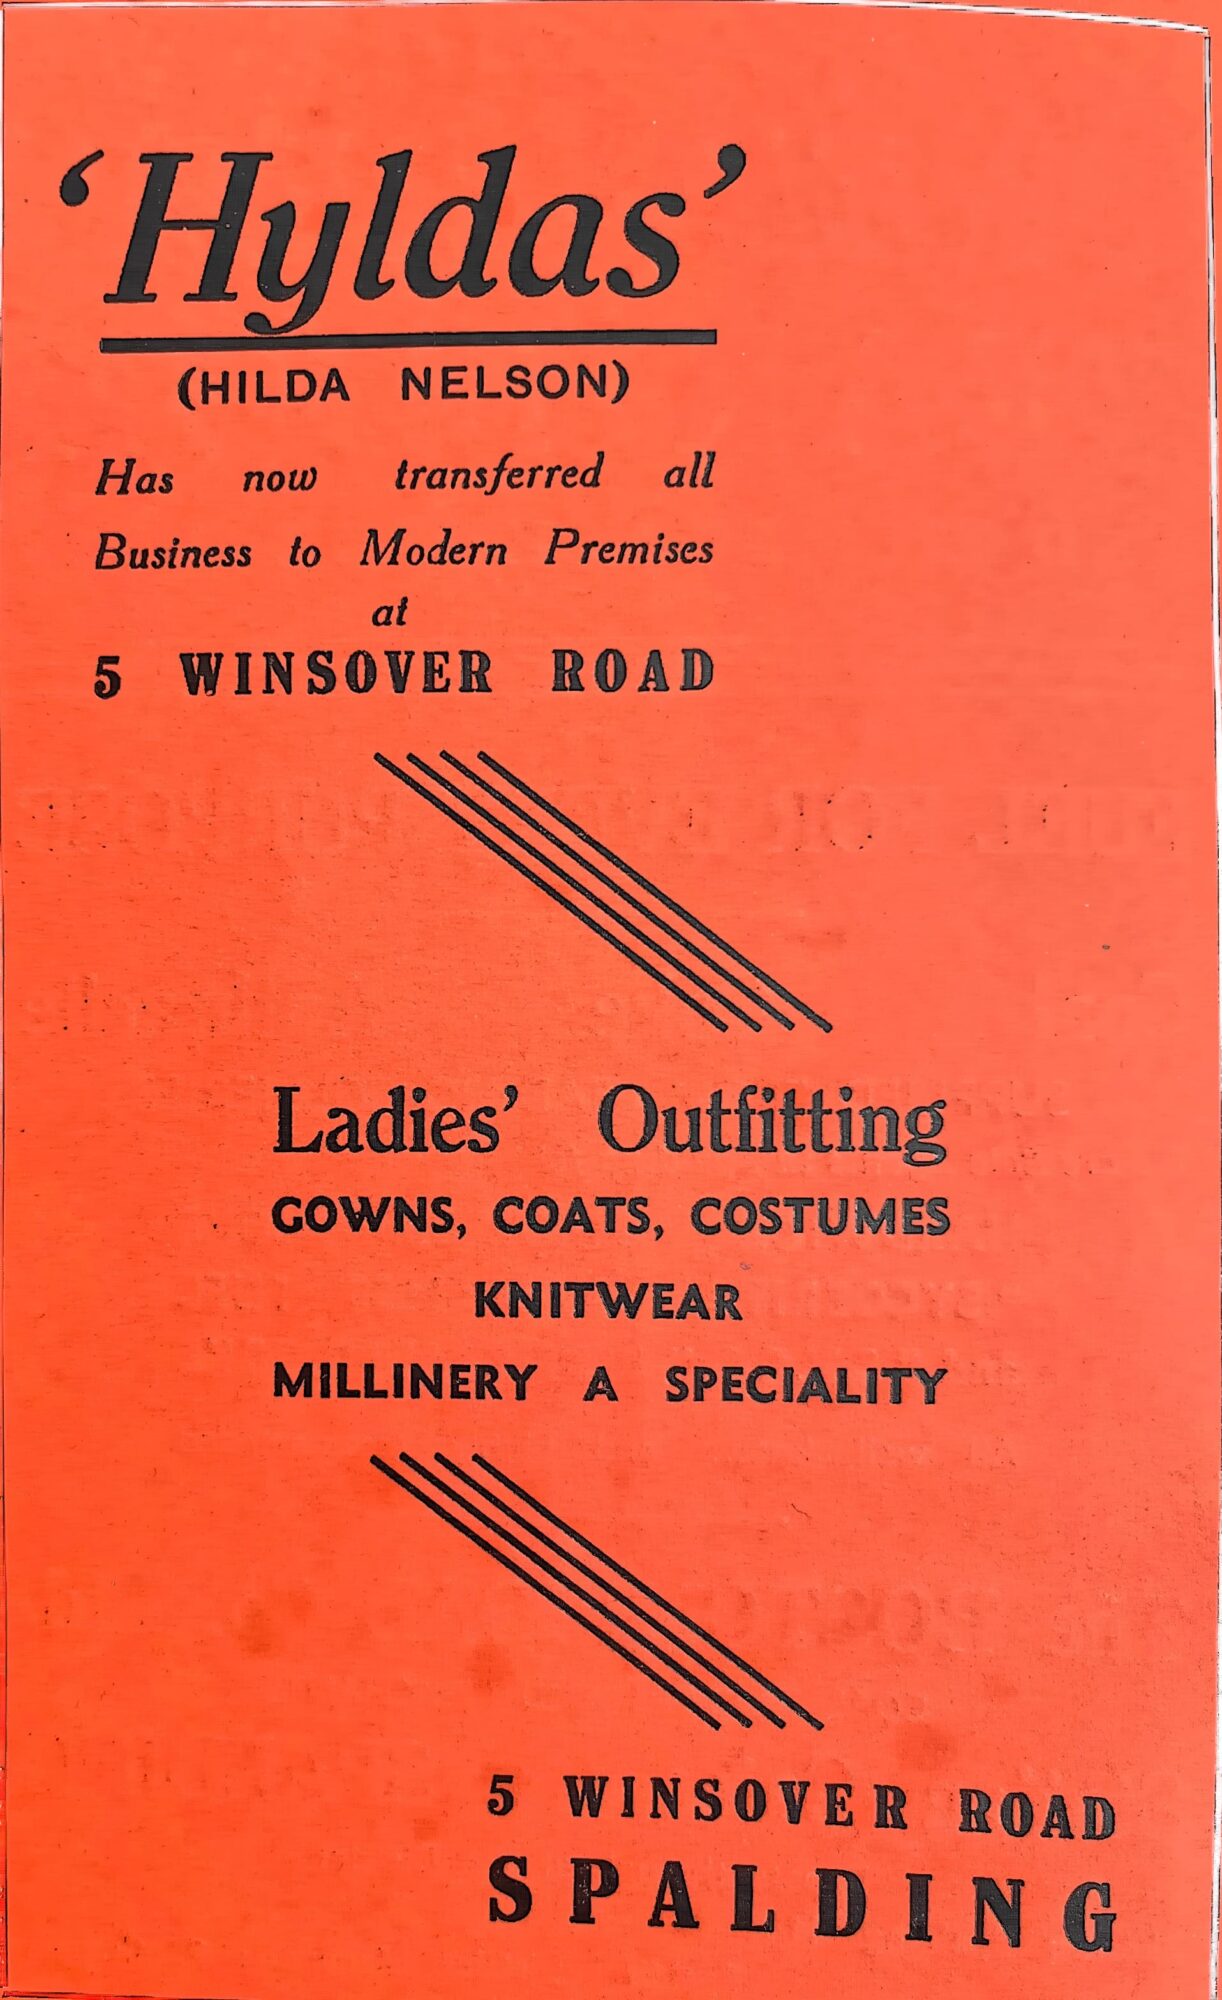 ‘Hyldas’
(HILDA NELSON)
Has now transferred all
Business to Modern Premises
at
5 WINSOVER ROAD
Ladies’ Outfitting
GOWNS, COATS, COSTUMES
KNITWEAR
MILLINERY A SPECIALITY
5 WINSOVER ROAD
SPALDING